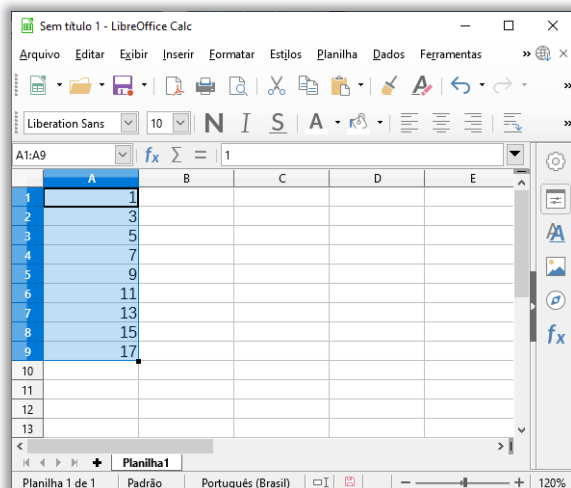 Sem título 1 - LibreOffice Calc
Arquivo Editar Exibir Inserir Formatar Estilos Planilha Dados Ferramentas »
»
Liberation Sans 10 N I S A »
A1:A9 fx Σ = 1
A B C D E
1 1
2 3
3 5
4 7
5 9
6 11
7 13
8 15
9 17
10
11
12
13
Planilha1
Planilha 1 de 1 Padrão Português (Brasil) 120%